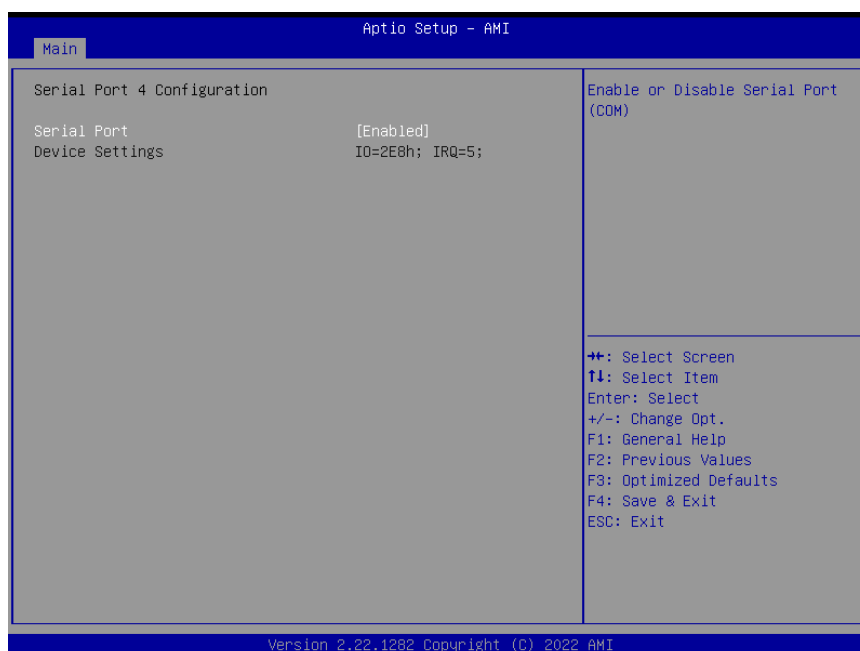 Aptio Setup – AMI
Main
Serial Port 4 Configuration
Serial Port [Enabled]
Device Settings IO=2E8h; IRQ=5;
Enable or Disable Serial Port
(COM)
→←: Select Screen
↑↓: Select Item
Enter: Select
+/-: Change Opt.
F1: General Help
F2: Previous Values
F3: Optimized Defaults
F4: Save & Exit
ESC: Exit
Version 2.22.1282 Copyright (C) 2022 AMI